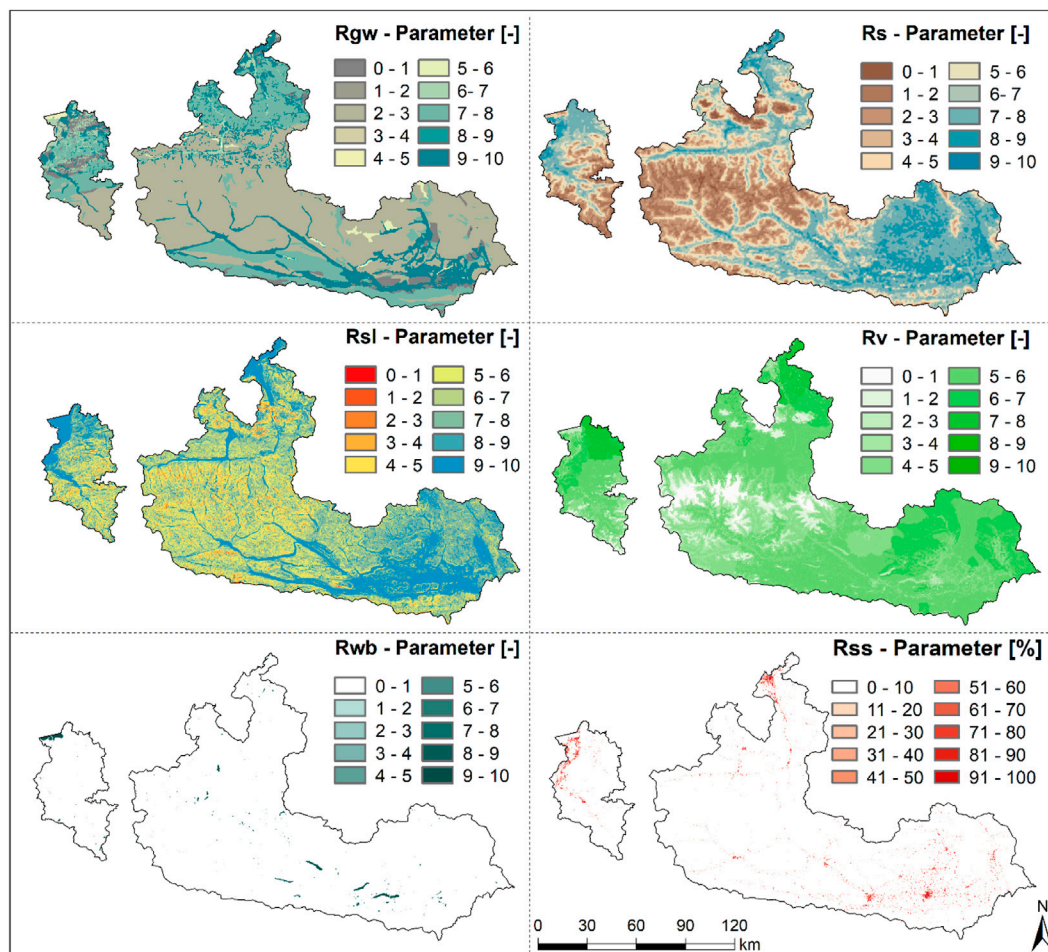 Rgw - Parameter [-]
0 - 1 5 - 6
1 - 2 6- 7
2 - 3 7 - 8
3 - 4 8 - 9
4 - 5 9 - 10
Rs - Parameter [-]
0 - 1 5 - 6
1 - 2 6- 7
2 - 3 7 - 8
3 - 4 8 - 9
4 - 5 9 - 10
Rsl - Parameter [-]
0 - 1 5 - 6
1 - 2 6 - 7
2 - 3 7 - 8
3 - 4 8 - 9
4 - 5 9 - 10
Rv - Parameter [-]
0 - 1 5 - 6
1 - 2 6 - 7
2 - 3 7 - 8
3 - 4 8 - 9
4 - 5 9 - 10
Rwb - Parameter [-]
0 - 1 5 - 6
1 - 2 6 - 7
2 - 3 7 - 8
3 - 4 8 - 9
4 - 5 9 - 10
Rss - Parameter [%]
0 - 10 51 - 60
11 - 20 61 - 70
21 - 30 71 - 80
31 - 40 81 - 90
41 - 50 91 - 100
N
0 30 60 90 120
km